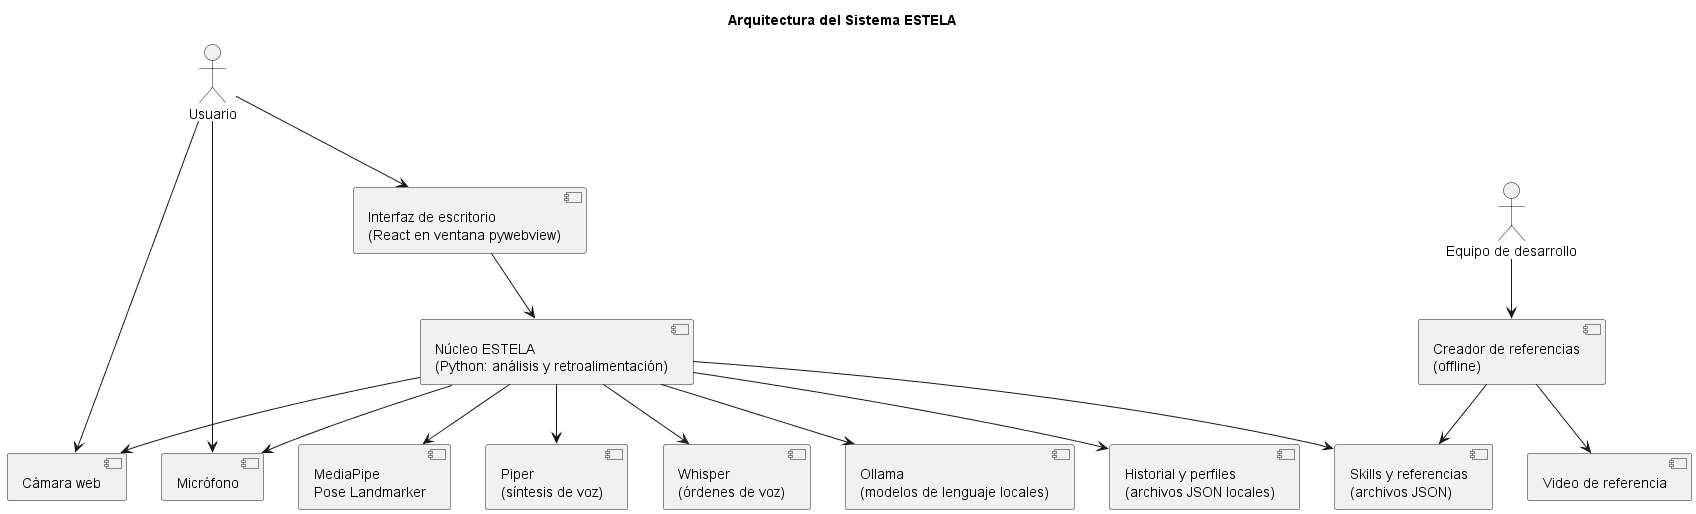 Arquitectura del Sistema ESTELA
Usuario
Interfaz de escritorio
(React en ventana pywebview)
Equipo de desarrollo
Núcleo ESTELA
(Python: análisis y retroalimentación)
Creador de referencias
(offline)
Cámara web
Micrófono
MediaPipe
Pose Landmarker
Piper
(síntesis de voz)
Whisper
(órdenes de voz)
Ollama
(modelos de lenguaje locales)
Historial y perfiles
(archivos JSON locales)
Skills y referencias
(archivos JSON)
Video de referencia